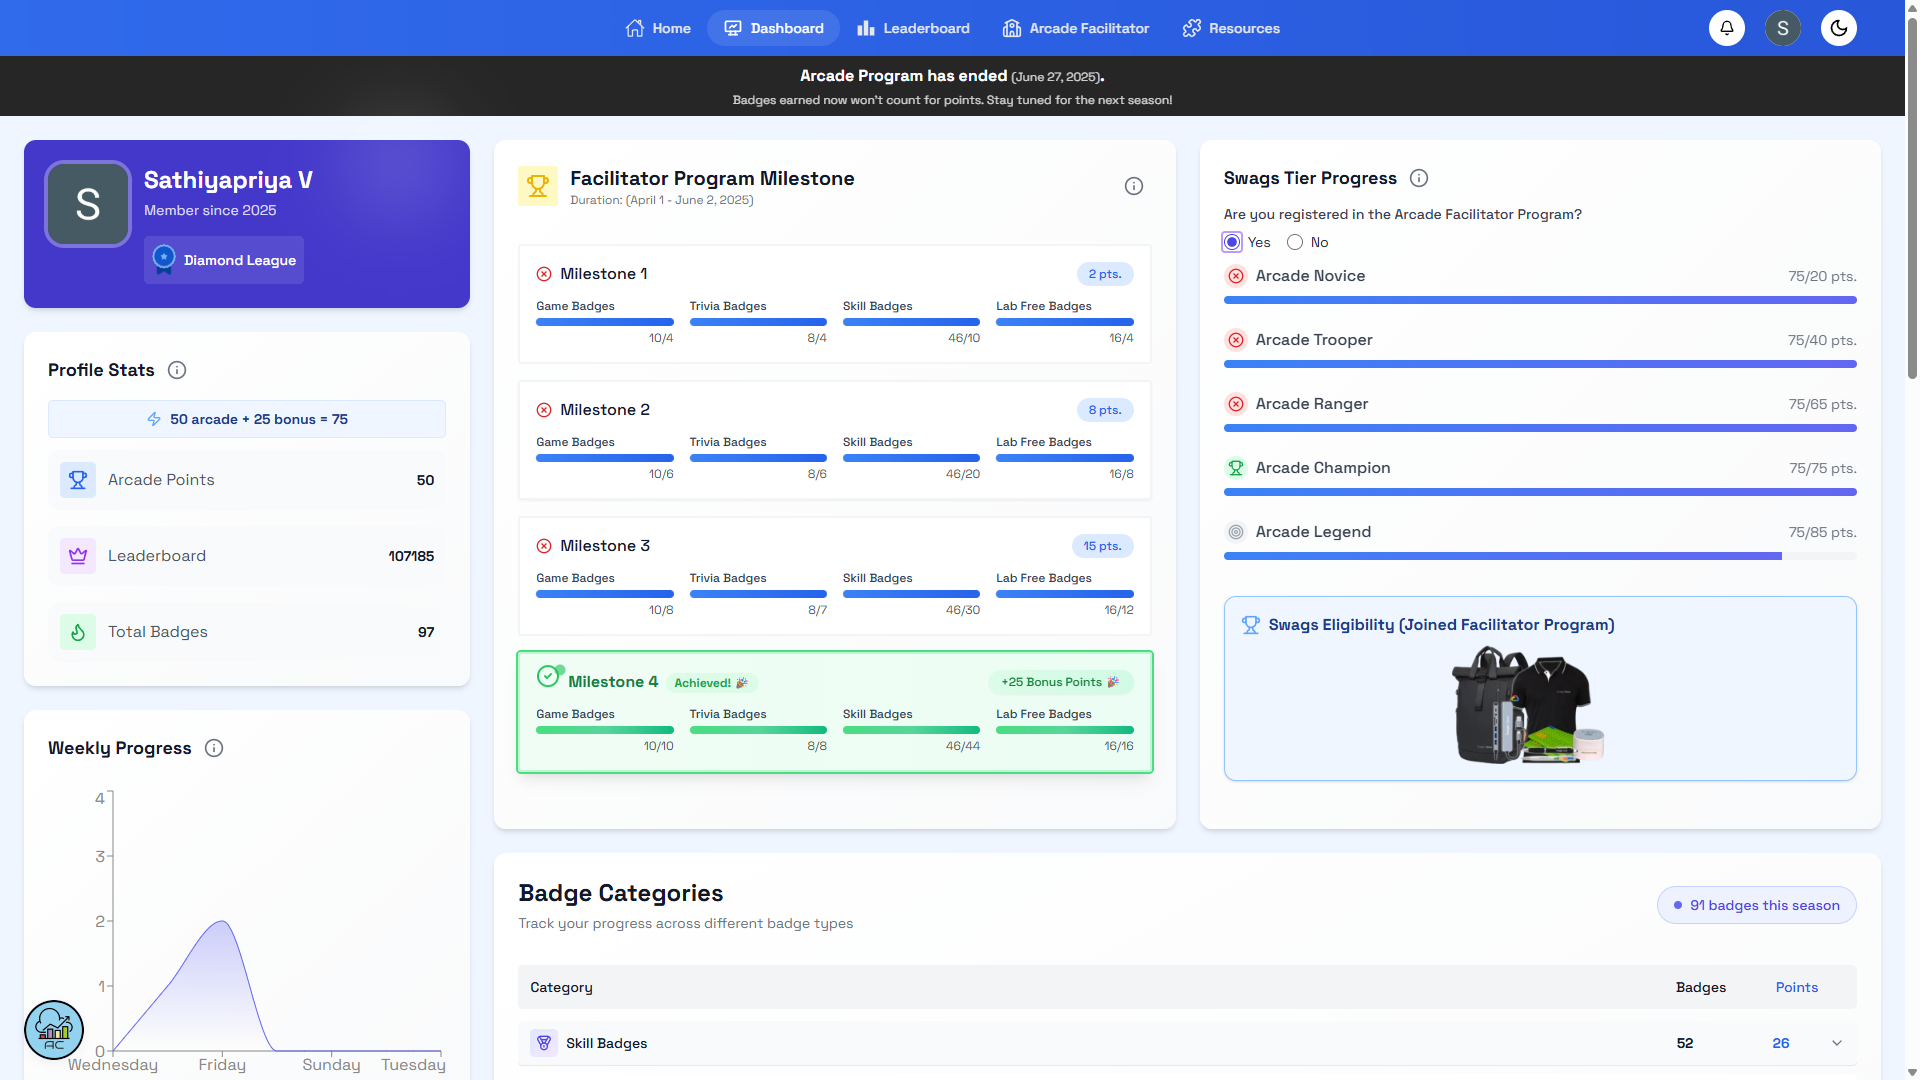 Home
Dashboard
Leaderboard
Arcade Facilitator
Resources
S
Arcade Program has ended (June 27, 2025).
Badges earned now won't count for points. Stay tuned for the next season!
S
Sathiyapriya V
Member since 2025
Diamond League
Profile Stats
50 arcade + 25 bonus = 75
Arcade Points 50
Leaderboard 107185
Total Badges 97
Weekly Progress
4
3
2
1
0
Wednesday Friday Sunday Tuesday
AC
Facilitator Program Milestone
Duration: (April 1 - June 2, 2025)
Milestone 1 2 pts.
Game Badges Trivia Badges Skill Badges Lab Free Badges
10/4 8/4 46/10 16/4
Milestone 2 8 pts.
Game Badges Trivia Badges Skill Badges Lab Free Badges
10/6 8/6 46/20 16/8
Milestone 3 15 pts.
Game Badges Trivia Badges Skill Badges Lab Free Badges
10/8 8/7 46/30 16/12
Milestone 4 Achieved! 🎉 +25 Bonus Points 🎉
Game Badges Trivia Badges Skill Badges Lab Free Badges
10/10 8/8 46/44 16/16
Swags Tier Progress
Are you registered in the Arcade Facilitator Program?
Yes No
Arcade Novice 75/20 pts.
Arcade Trooper 75/40 pts.
Arcade Ranger 75/65 pts.
Arcade Champion 75/75 pts.
Arcade Legend 75/85 pts.
Swags Eligibility (Joined Facilitator Program)
Badge Categories
Track your progress across different badge types
91 badges this season
Category Badges Points
Skill Badges 52 26